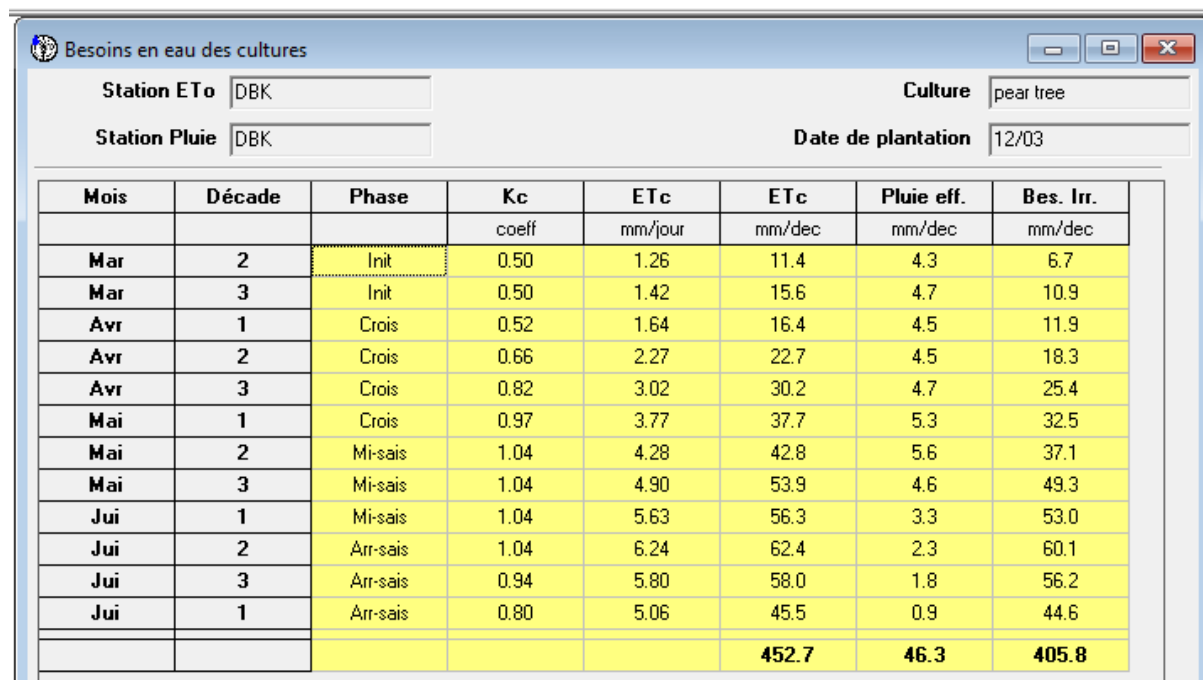 Besoins en eau des cultures
Station ETo DBK Culture pear tree
Station Pluie DBK Date de plantation 12/03
Mois Décade Phase Kc ETc ETc Pluie eff. Bes. Irr.
coeff mm/jour mm/dec mm/dec mm/dec
Mar 2 Init 0.50 1.26 11.4 4.3 6.7
Mar 3 Init 0.50 1.42 15.6 4.7 10.9
Avr 1 Crois 0.52 1.64 16.4 4.5 11.9
Avr 2 Crois 0.66 2.27 22.7 4.5 18.3
Avr 3 Crois 0.82 3.02 30.2 4.7 25.4
Mai 1 Crois 0.97 3.77 37.7 5.3 32.5
Mai 2 Mi-sais 1.04 4.28 42.8 5.6 37.1
Mai 3 Mi-sais 1.04 4.90 53.9 4.6 49.3
Jui 1 Mi-sais 1.04 5.63 56.3 3.3 53.0
Jui 2 Arr-sais 1.04 6.24 62.4 2.3 60.1
Jui 3 Arr-sais 0.94 5.80 58.0 1.8 56.2
Jui 1 Arr-sais 0.80 5.06 45.5 0.9 44.6
452.7 46.3 405.8